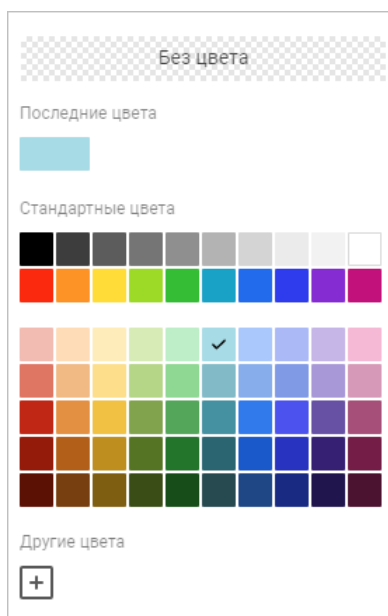 Без цвета
Последние цвета
Стандартные цвета
Другие цвета